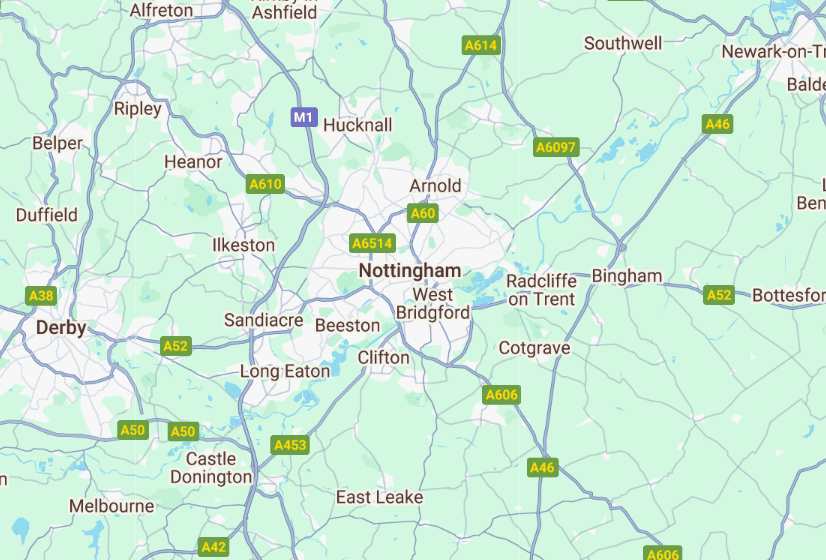 Alfreton
Ashfield
A614
Southwell
Newark-on-Tr
Balde
Ripley
M1
Hucknall
A46
Belper
A6097
Heanor
A610
Arnold
Ben
Duffield
A60
Ilkeston
A6514
Nottingham
Radcliffe
on Trent
Bingham
A38
West
Bridgford
A52
Bottesfor
Derby
Sandiacre
Beeston
A52
Clifton
Cotgrave
Long Eaton
A606
A50
A50
A453
Castle
Donington
A46
East Leake
Melbourne
A42
A606